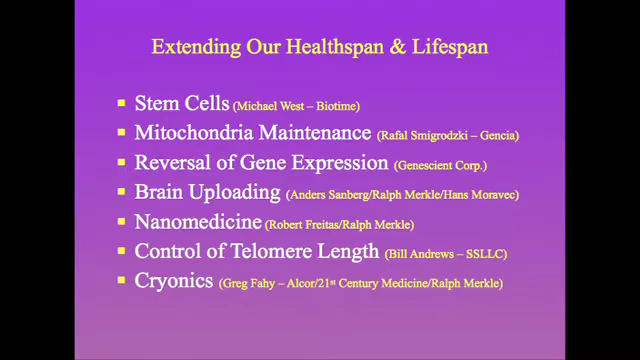 Extending Our Healthspan & Lifespan
Stem Cells (Michael West – Biotime)
Mitochondria Maintenance (Rafal Smigrodzki – Gencia)
Reversal of Gene Expression (Genescient Corp.)
Brain Uploading (Anders Sanberg/Ralph Merkle/Hans Moravec)
Nanomedicine (Robert Freitas/Ralph Merkle)
Control of Telomere Length (Bill Andrews – SSLLC)
Cryonics (Greg Fahy – Alcor/21st Century Medicine/Ralph Merkle)